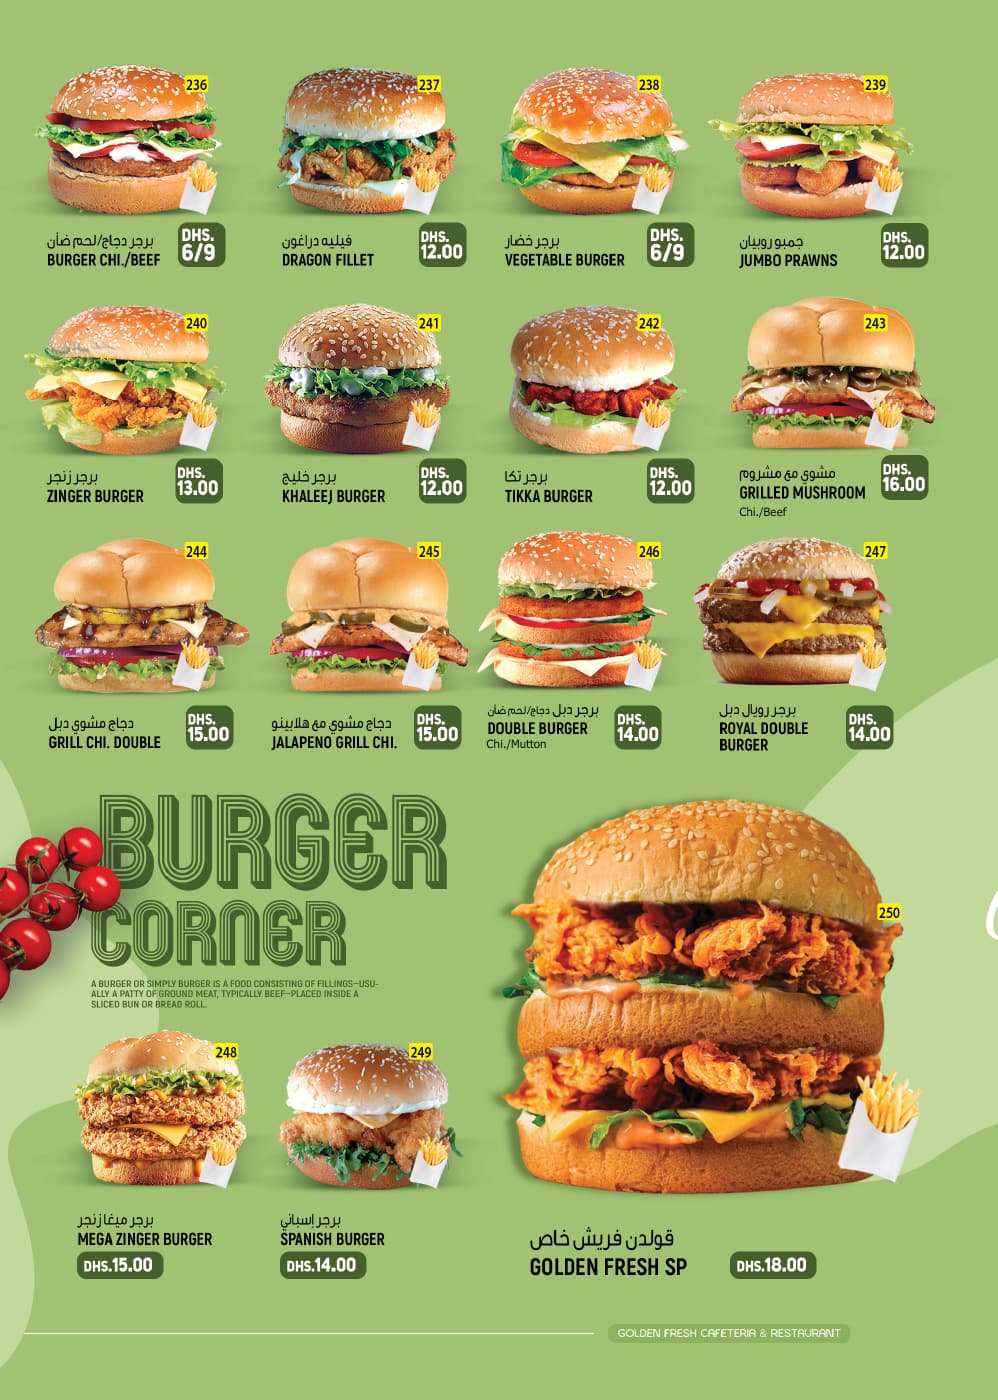 236
برجر دجاج/لحم ضأن
BURGER CHI./BEEF
DHS.
6/9
237
فيليه دراغون
DRAGON FILLET
DHS.
12.00
238
برجر خضار
VEGETABLE BURGER
DHS.
6/9
239
جمبو روبيان
JUMBO PRAWNS
DHS.
12.00
240
برجر زنجر
ZINGER BURGER
DHS.
13.00
241
برجر خليج
KHALEEJ BURGER
DHS.
12.00
242
برجر تكا
TIKKA BURGER
DHS.
12.00
243
مشوي مع مشروم
GRILLED MUSHROOM
Chi./Beef
DHS.
16.00
244
دجاج مشوي دبل
GRILL CHI. DOUBLE
DHS.
15.00
245
دجاج مشوي مع هلابينو
JALAPENO GRILL CHI.
DHS.
15.00
246
برجر دبل دجاج/لحم ضأن
DOUBLE BURGER
Chi./Mutton
DHS.
14.00
247
برجر رويال دبل
ROYAL DOUBLE
BURGER
DHS.
14.00
BURGER
CORNER
A BURGER OR SIMPLY BURGER IS A FOOD CONSISTING OF FILLINGS—USU-
ALLY A PATTY OF GROUND MEAT, TYPICALLY BEEF—PLACED INSIDE A
SLICED BUN OR BREAD ROLL.
248
برجر ميغا زنجر
MEGA ZINGER BURGER
DHS.15.00
249
برجر إسباني
SPANISH BURGER
DHS.14.00
250
قولدن فريش خاص
GOLDEN FRESH SP
DHS.18.00
GOLDEN FRESH CAFETERIA & RESTAURANT